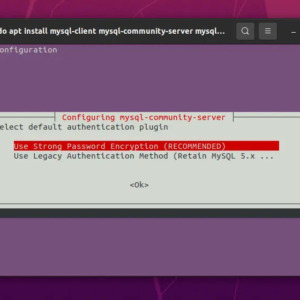 do apt install mysql-client mysql-community-server mysql...
onfiguration
Configuring mysql-community-server
elect default authentication plugin
Use Strong Password Encryption (RECOMMENDED)
Use Legacy Authentication Method (Retain MySQL 5.x ...
<Ok>